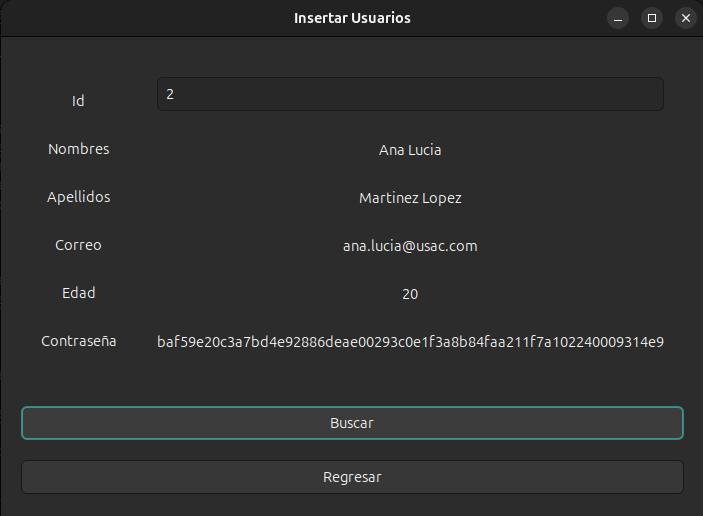 Insertar Usuarios
Id 2
Nombres Ana Lucia
Apellidos Martinez Lopez
Correo ana.lucia@usac.com
Edad 20
Contraseña baf59e20c3a7bd4e92886deae00293c0e1f3a8b84faa211f7a102240009314e9
Buscar
Regresar